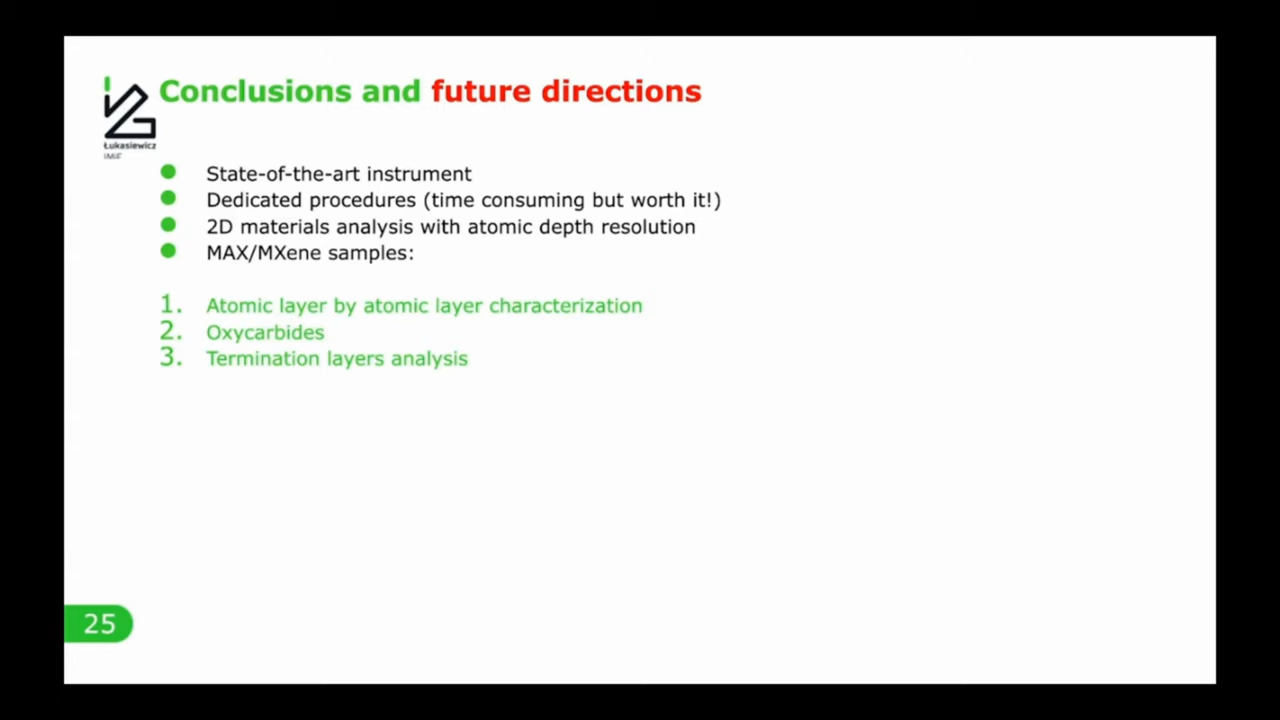 Conclusions and future directions
Łukasiewicz
IMiF
State-of-the-art instrument
Dedicated procedures (time consuming but worth it!)
2D materials analysis with atomic depth resolution
MAX/MXene samples:
1. Atomic layer by atomic layer characterization
2. Oxycarbides
3. Termination layers analysis
25